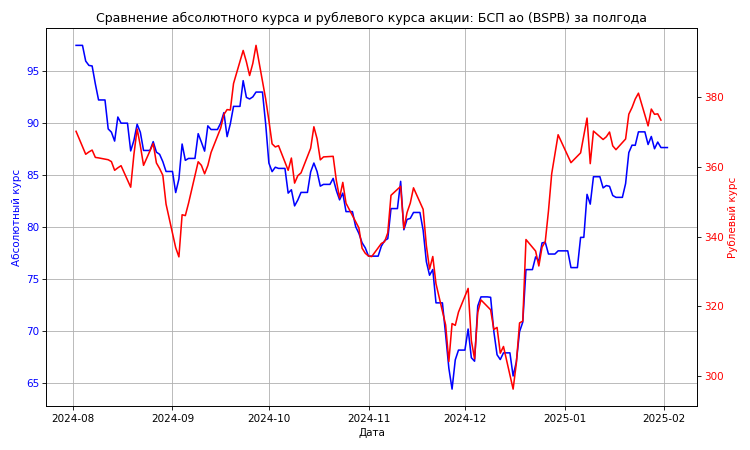 Сравнение абсолютного курса и рублевого курса акции: БСП ао (BSPB) за полгода
Абсолютный курс
95
90
85
80
75
70
65
380
360
340
320
300
Рублевый курс
2024-08 2024-09 2024-10 2024-11 2024-12 2025-01 2025-02
Дата